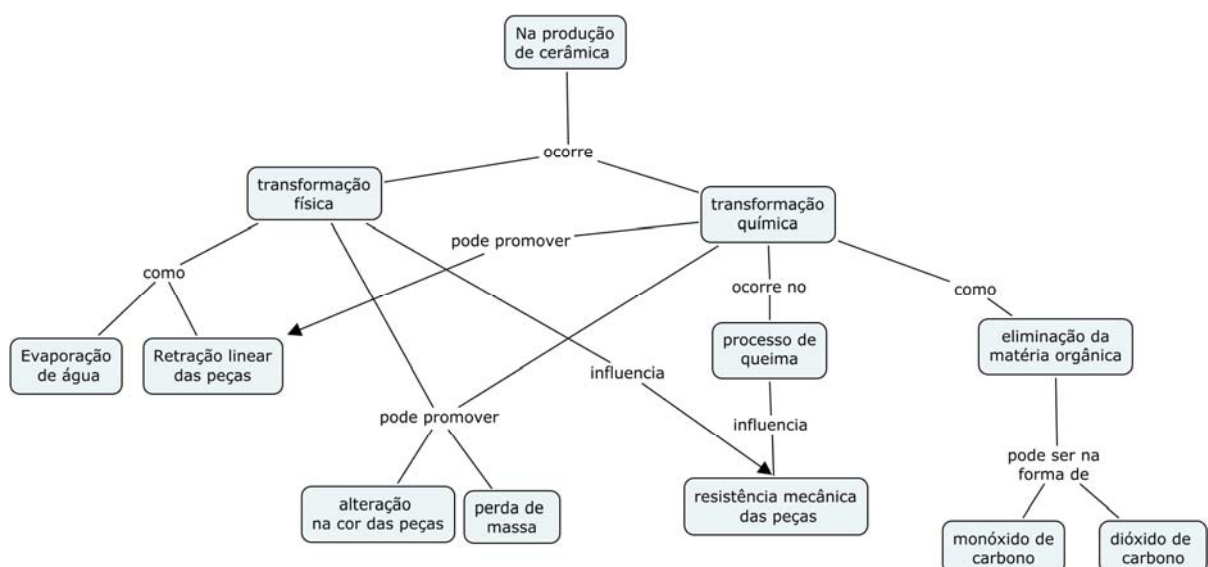 Na produção
de cerâmica
ocorre
transformação
física
transformação
química
pode promover
como
ocorre no
como
Evaporação
de água
Retração linear
das peças
processo de
queima
eliminação da
matéria orgânica
influencia
pode promover
influencia
pode ser na
forma de
alteração
na cor das peças
perda de
massa
resistência mecânica
das peças
monóxido de
carbono
dióxido de
carbono